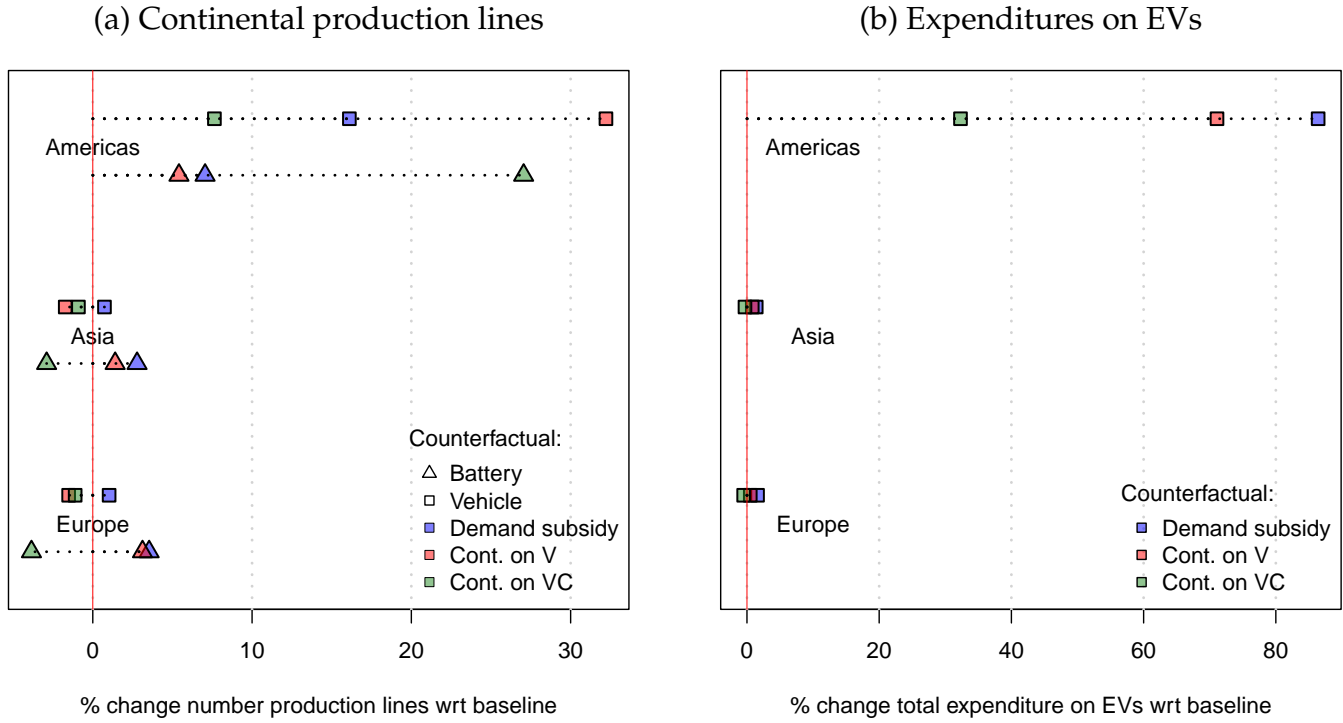 (a) Continental production lines
Americas
Asia
Europe
Counterfactual:
Battery
Vehicle
Demand subsidy
Cont. on V
Cont. on VC
0 10 20 30
% change number production lines wrt baseline
(b) Expenditures on EVs
Americas
Asia
Europe
Counterfactual:
Demand subsidy
Cont. on V
Cont. on VC
0 20 40 60 80
% change total expenditure on EVs wrt baseline